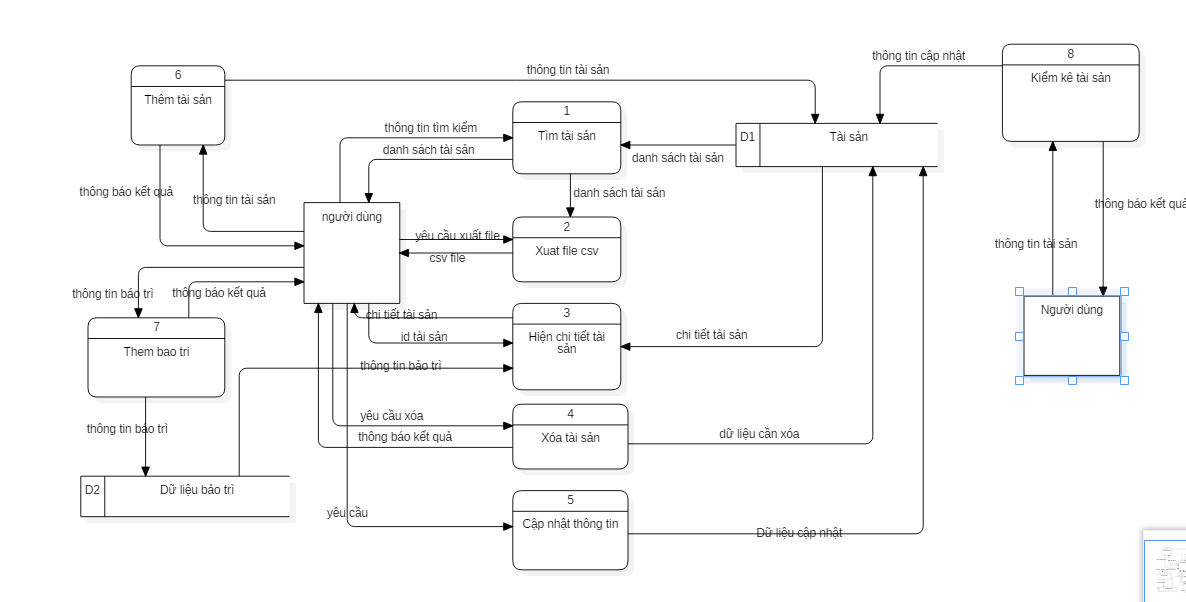 thông tin cập nhật
8
Kiểm kê tài sản
6
Thêm tài sản
thông tin tài sản
1
Tìm tài sản
thông tin tìm kiếm
danh sách tài sản
D1
Tài sản
danh sách tài sản
thông báo kết quả
thông tin tài sản
danh sách tài sản
thông báo kết quả
người dùng
2
Xuat file csv
yêu cầu xuất file
csv file
thông tin tài sản
thông tin bảo trì
thông báo kết quả
7
Them bao tri
chi tiết tài sản
id tài sản
3
Hiện chi tiết tài
sản
chi tiết tài sản
Người dùng
thông tin bảo trì
4
Xóa tài sản
yêu cầu xóa
thông báo kết quả
dữ liệu cần xóa
thông tin bảo trì
D2
Dữ liệu bảo trì
5
Cập nhật thông tin
yêu cầu
Dữ liệu cập nhật